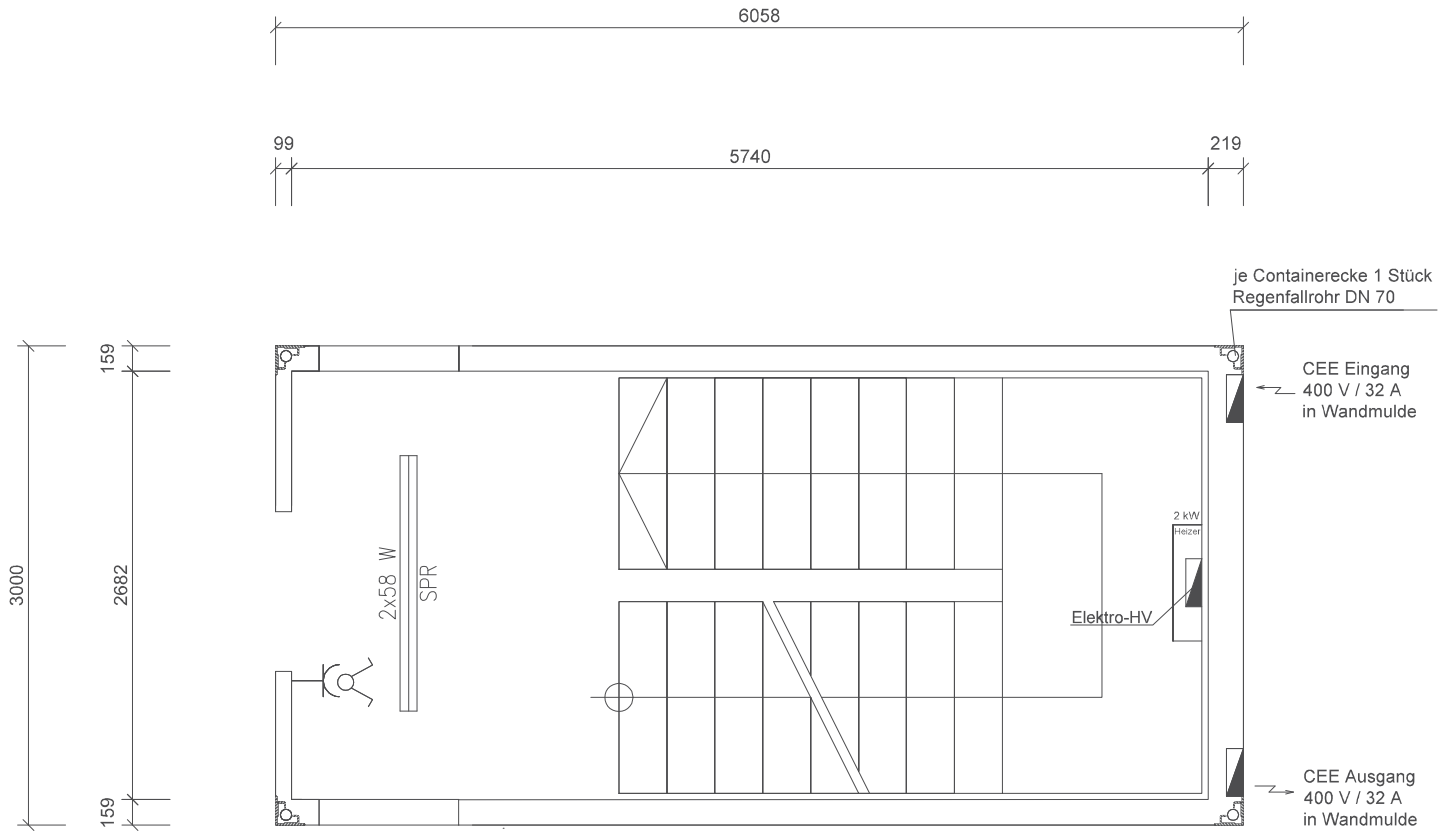 6058
99
5740
219
je Containerecke 1 Stück
Regenfallrohr DN 70
159
CEE Eingang
400 V / 32 A
in Wandmulde
3000
2682
2x58 W
SPR
2 kW
Heizer
Elektro-HV
159
CEE Ausgang
400 V / 32 A
in Wandmulde